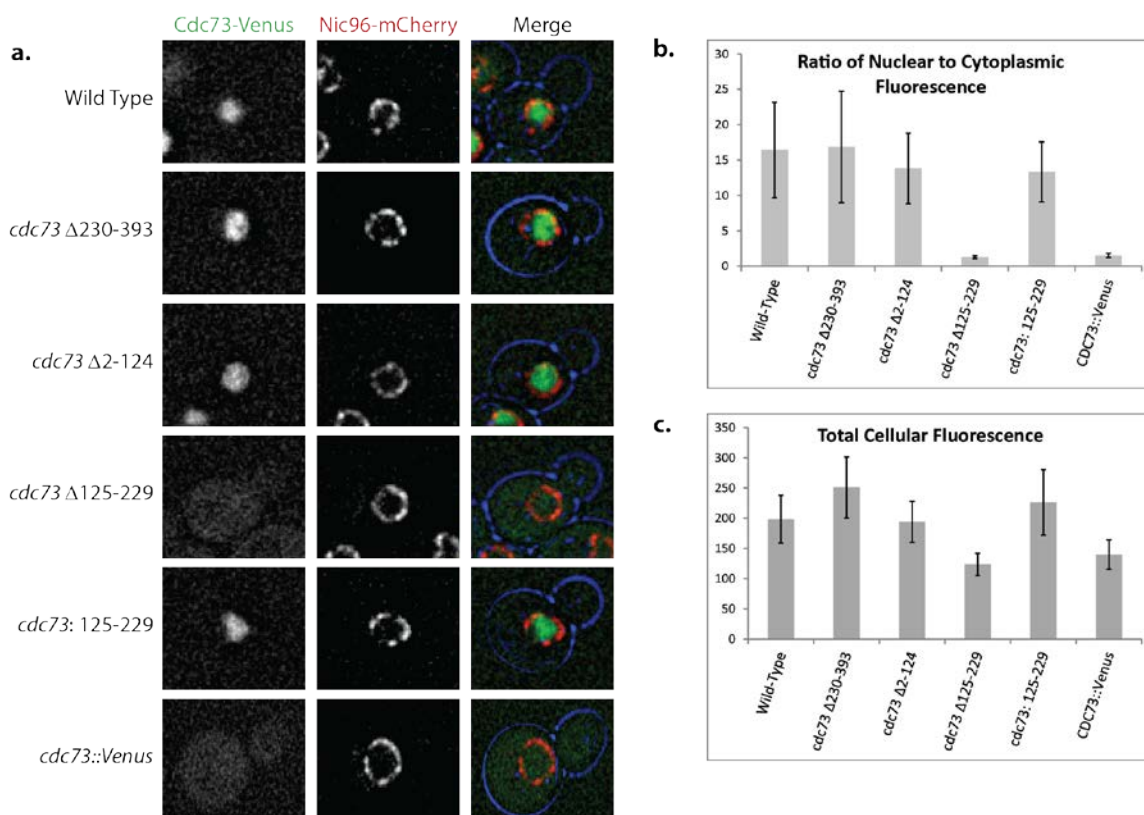 Cdc73-Venus Nic96-mCherry Merge
a.
Wild Type
cdc73 Δ230-393
cdc73 Δ2-124
cdc73 Δ125-229
cdc73: 125-229
cdc73::Venus
b.
Ratio of Nuclear to Cytoplasmic
Fluorescence
30
25
20
15
10
5
0
Wild-Type
cdc73 Δ230-393
cdc73 Δ2-124
cdc73 Δ125-229
cdc73: 125-229
CDC73::Venus
c.
Total Cellular Fluorescence
350
300
250
200
150
100
50
0
Wild-Type
cdc73 Δ230-393
cdc73 Δ2-124
cdc73 Δ125-229
cdc73: 125-229
CDC73::Venus